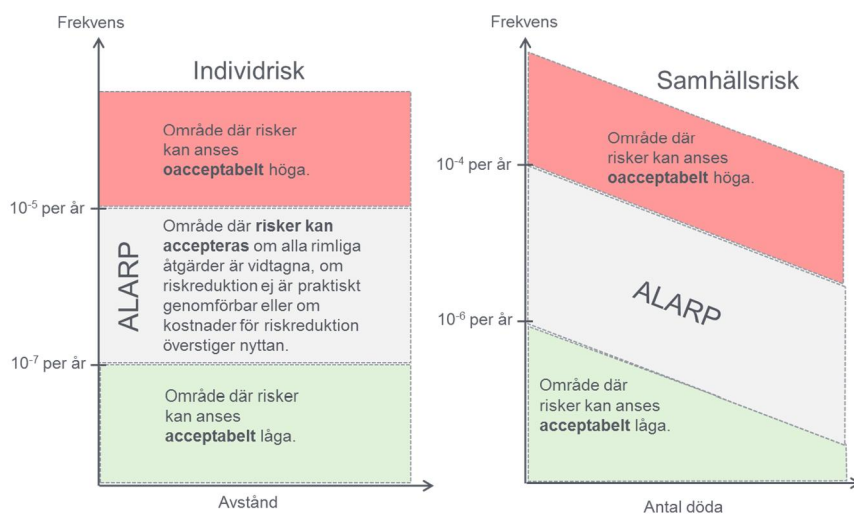 Frekvens
Individrisk
Område där risker
kan anses
oacceptabelt höga.
10-5 per år
ALARP
Område där risker kan
accepteras om alla rimliga
åtgärder är vidtagna, om
riskreduktion ej är praktiskt
genomförbar eller om
kostnader för riskreduktion
överstiger nyttan.
10-7 per år
Område där risker
kan anses
acceptabelt låga.
Avstånd
Frekvens
Samhällsrisk
Område där
risker kan anses
oacceptabelt höga.
10-4 per år
ALARP
10-6 per år
Område där
risker kan anses
acceptabelt låga.
Antal döda